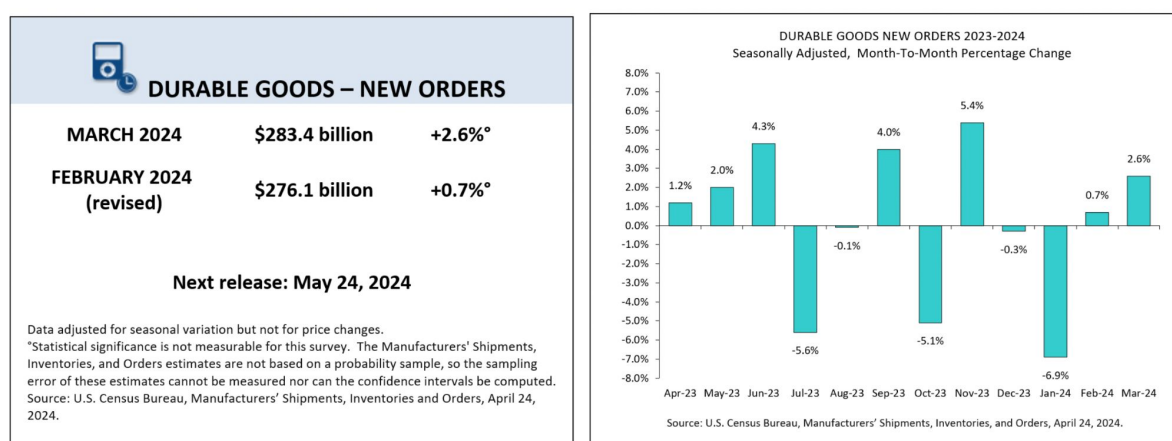 DURABLE GOODS – NEW ORDERS
MARCH 2024 $283.4 billion +2.6%°
FEBRUARY 2024
(revised) $276.1 billion +0.7%°
Next release: May 24, 2024
Data adjusted for seasonal variation but not for price changes.
°Statistical significance is not measurable for this survey. The Manufacturers' Shipments,
Inventories, and Orders estimates are not based on a probability sample, so the sampling
error of these estimates cannot be measured nor can the confidence intervals be computed.
Source: U.S. Census Bureau, Manufacturers’ Shipments, Inventories and Orders, April 24,
2024.
DURABLE GOODS NEW ORDERS 2023-2024
Seasonally Adjusted, Month-To-Month Percentage Change
8.0%
7.0%
6.0%
5.0%
4.0%
3.0%
2.0%
1.0%
0.0%
-1.0%
-2.0%
-3.0%
-4.0%
-5.0%
-6.0%
-7.0%
-8.0%
1.2%
2.0%
4.3%
-5.6%
-0.1%
4.0%
-5.1%
5.4%
-0.3%
-6.9%
0.7%
2.6%
Apr-23 May-23 Jun-23 Jul-23 Aug-23 Sep-23 Oct-23 Nov-23 Dec-23 Jan-24 Feb-24 Mar-24
Source: U.S. Census Bureau, Manufacturers’ Shipments, Inventories, and Orders, April 24, 2024.